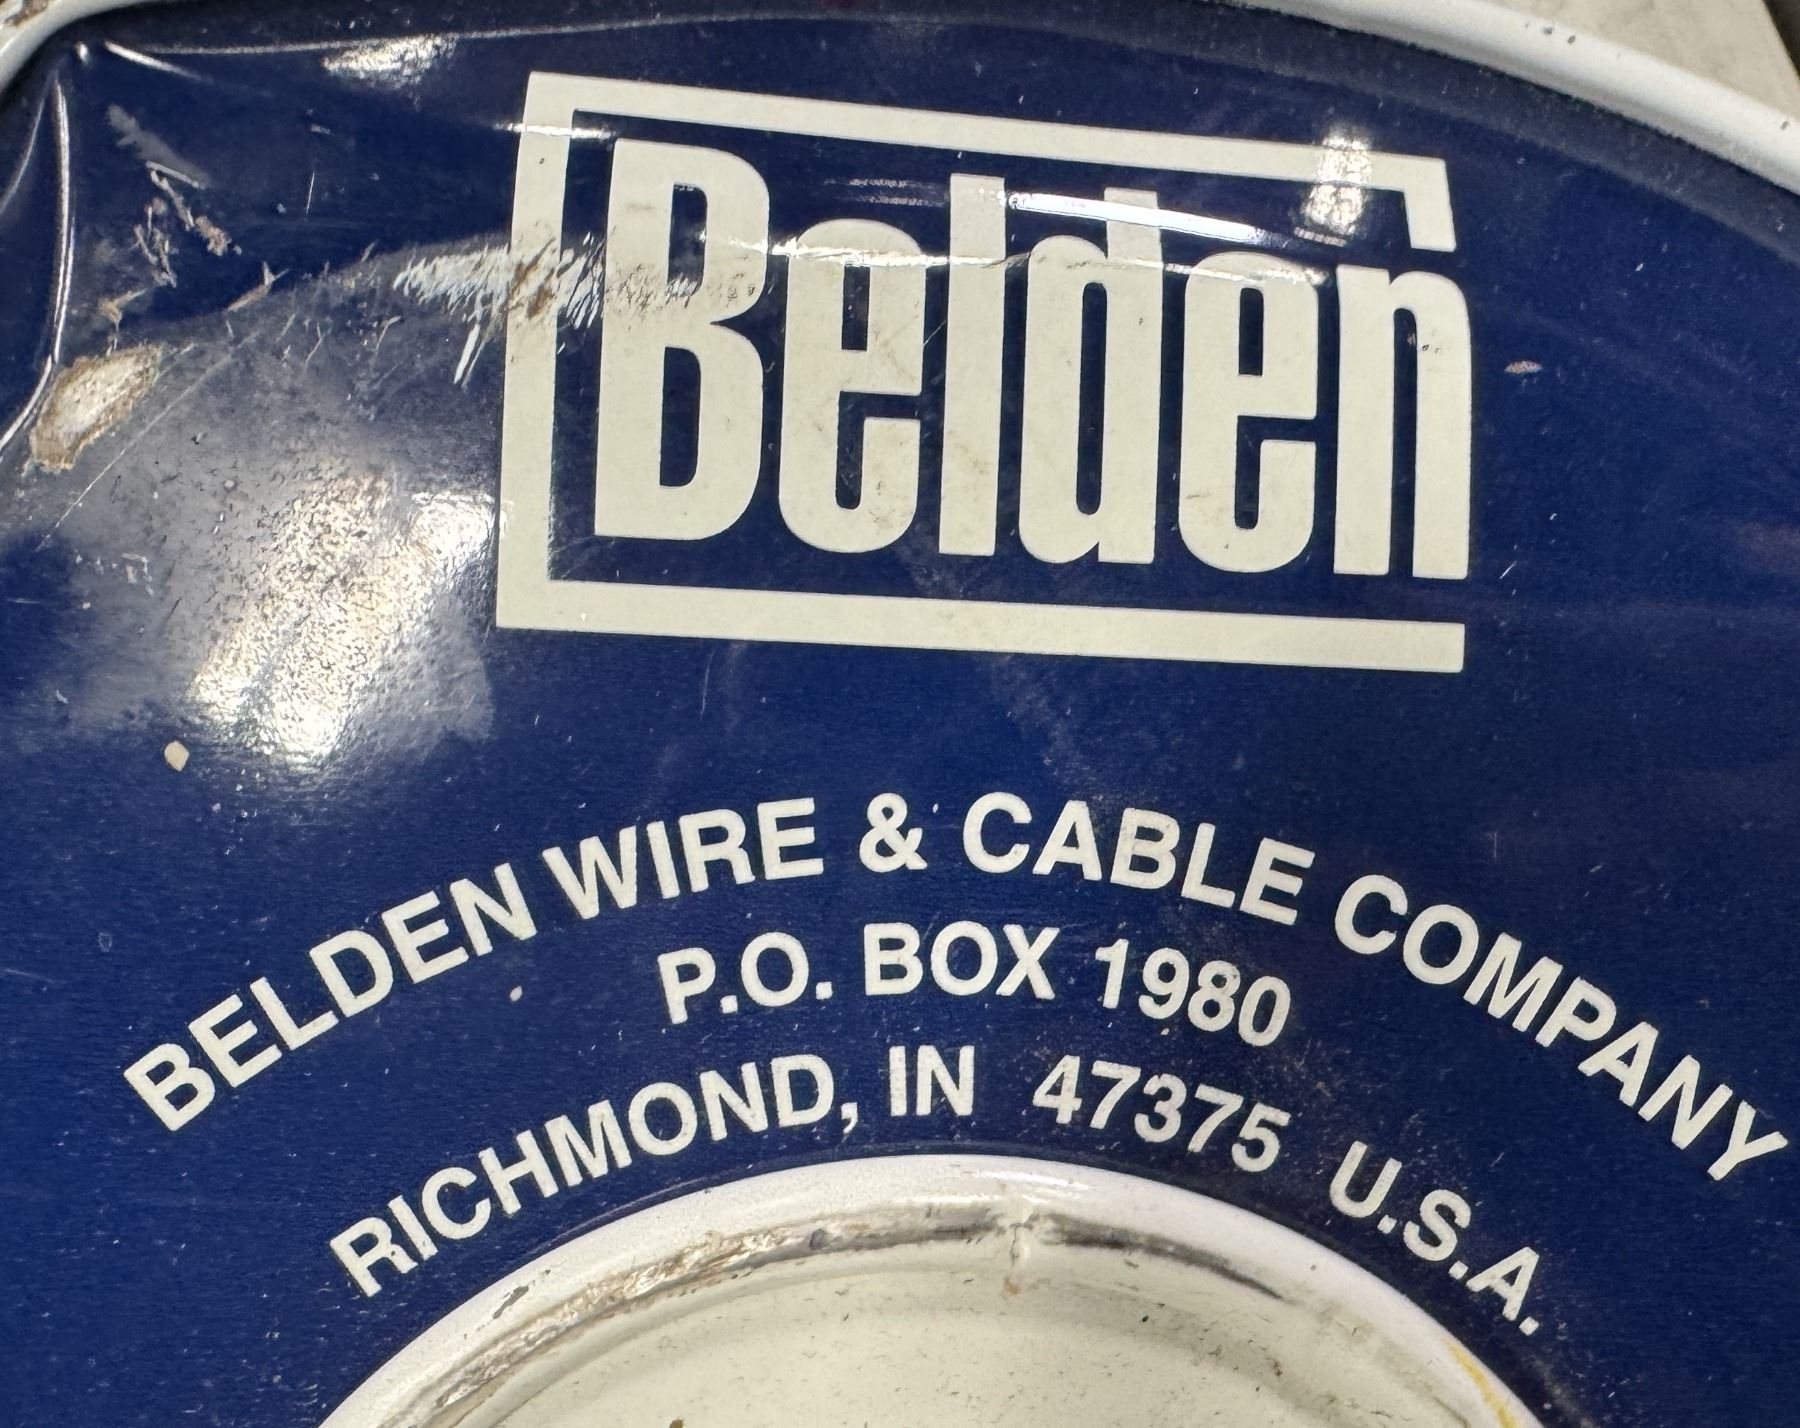 Belden
BELDEN WIRE & CABLE COMPANY
P.O. BOX 1980
RICHMOND, IN 47375 U.S.A.